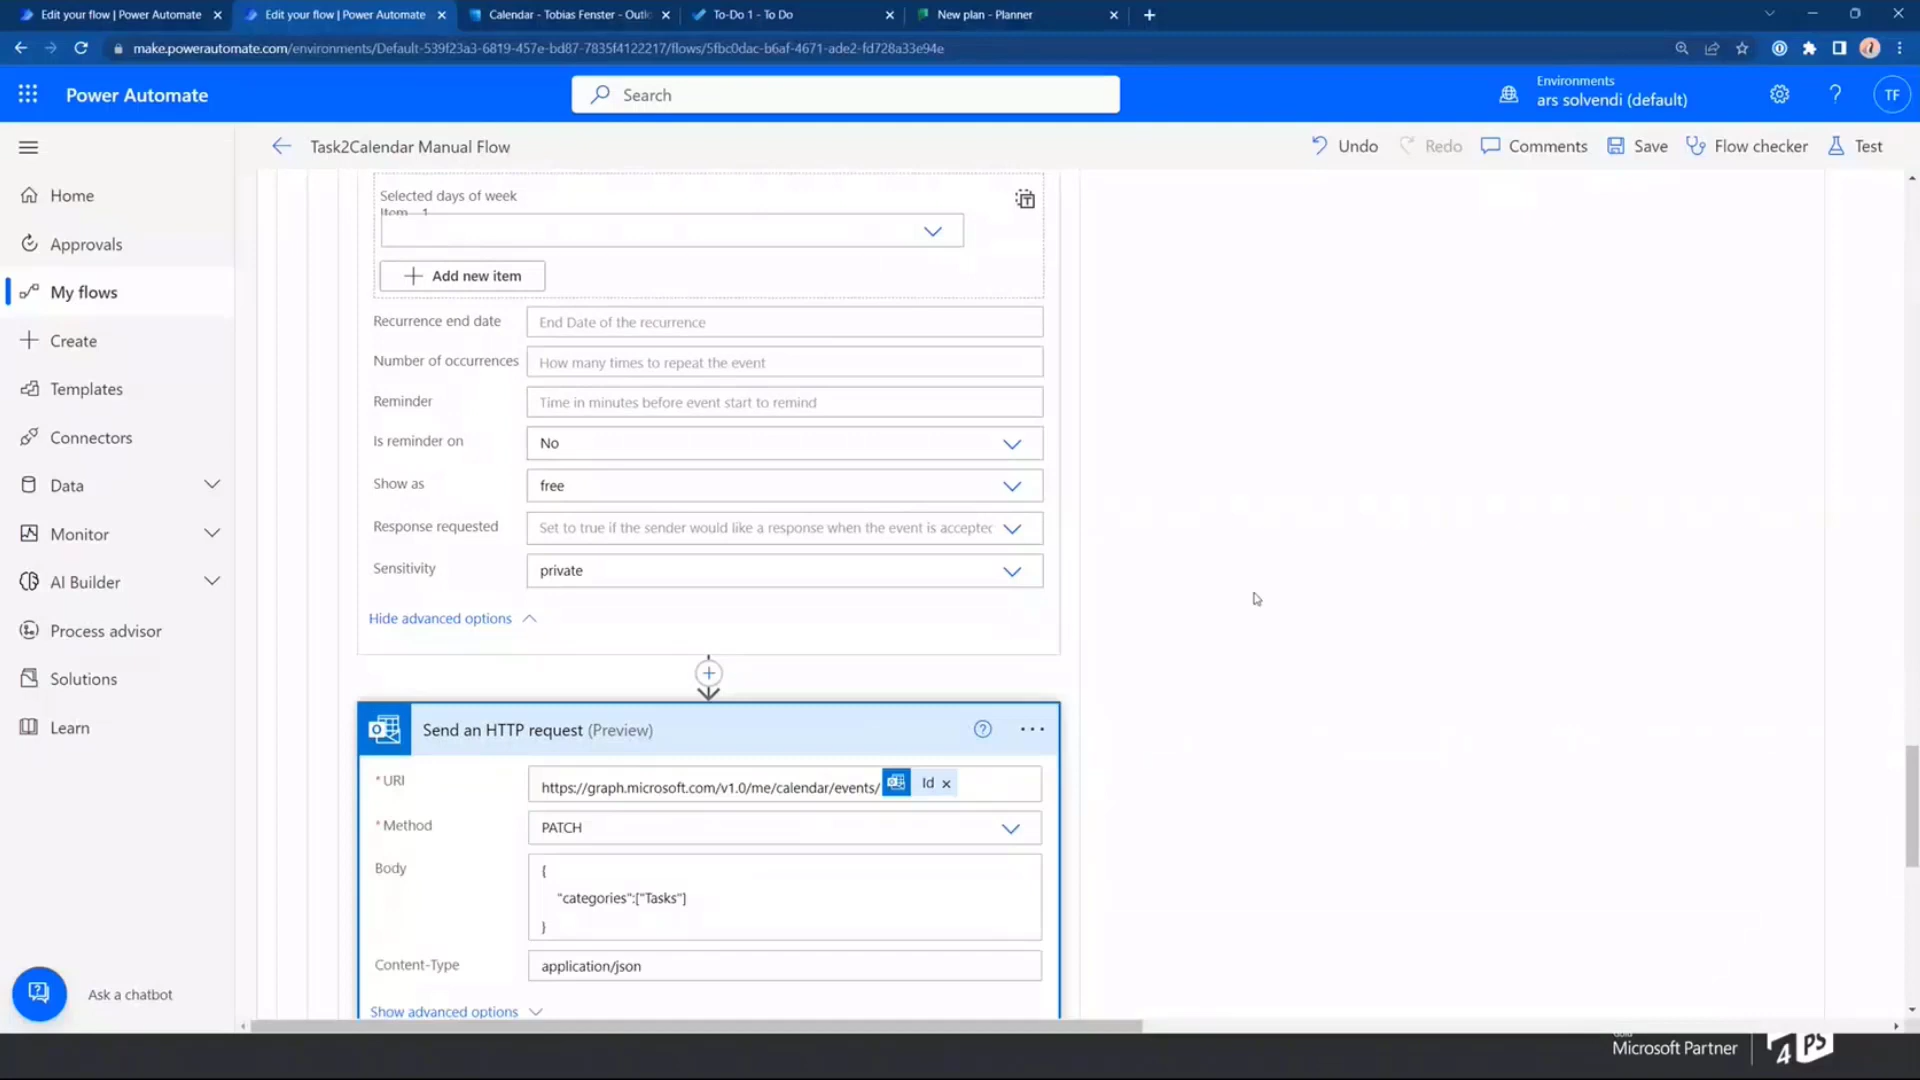 Edit your flow | Power Automate
Edit your flow | Power Automate
Calendar - Tobias Fenster - Outlo
To-Do 1 - To Do
New plan - Planner
make.powerautomate.com/environments/Default-539f23a3-6819-457e-bd87-7835f4122217/flows/5fbc0dac-b6af-4671-ade2-fd728a33e94e
Power Automate
Search
Environments
ars solvendi (default)
TF
Task2Calendar Manual Flow
Undo
Redo
Comments
Save
Flow checker
Test
Home
Approvals
My flows
Create
Templates
Connectors
Data
Monitor
AI Builder
Process advisor
Solutions
Learn
Ask a chatbot
Selected days of week
Item - 1
Add new item
Recurrence end date
End Date of the recurrence
Number of occurrences
How many times to repeat the event
Reminder
Time in minutes before event start to remind
Is reminder on
No
Show as
free
Response requested
Set to true if the sender would like a response when the event is accepted
Sensitivity
private
Hide advanced options
Send an HTTP request (Preview)
* URI
https://graph.microsoft.com/v1.0/me/calendar/events/ Id ×
* Method
PATCH
Body
{
"categories":["Tasks"]
}
Content-Type
application/json
Show advanced options
Microsoft Partner
4PS